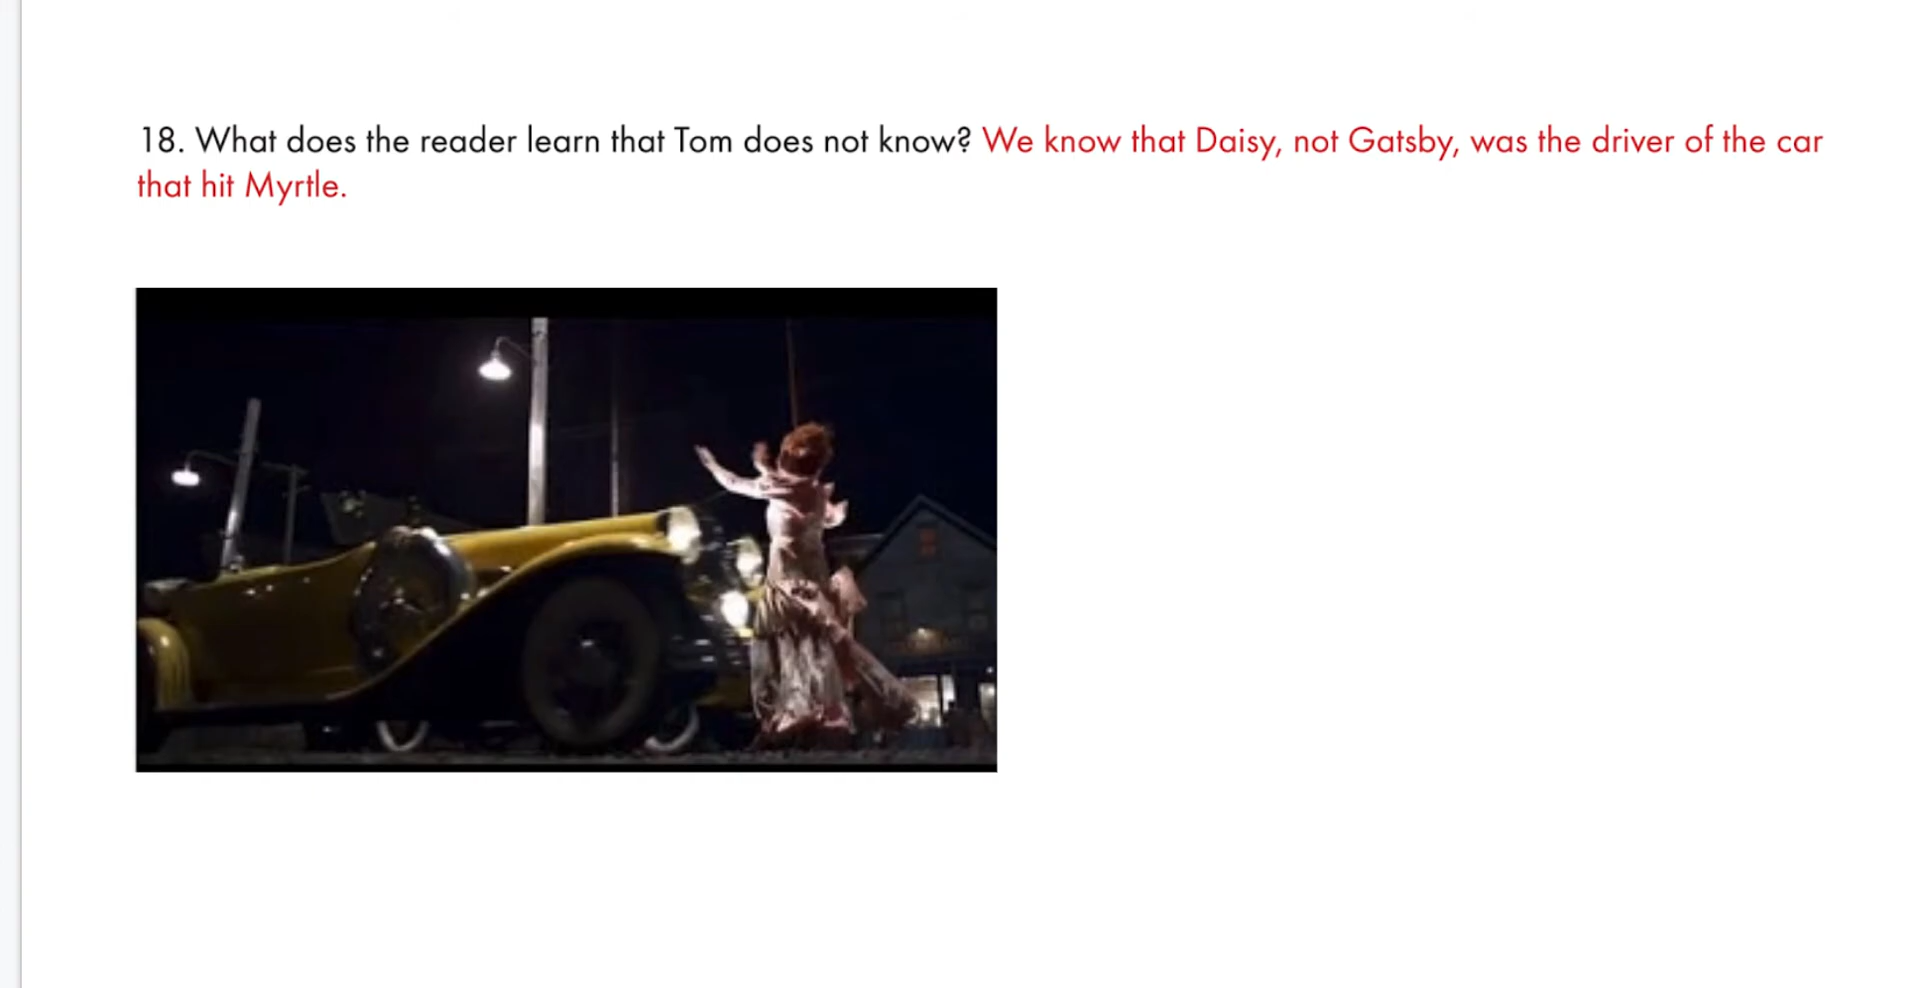 18. What does the reader learn that Tom does not know? We know that Daisy, not Gatsby, was the driver of the car
that hit Myrtle.